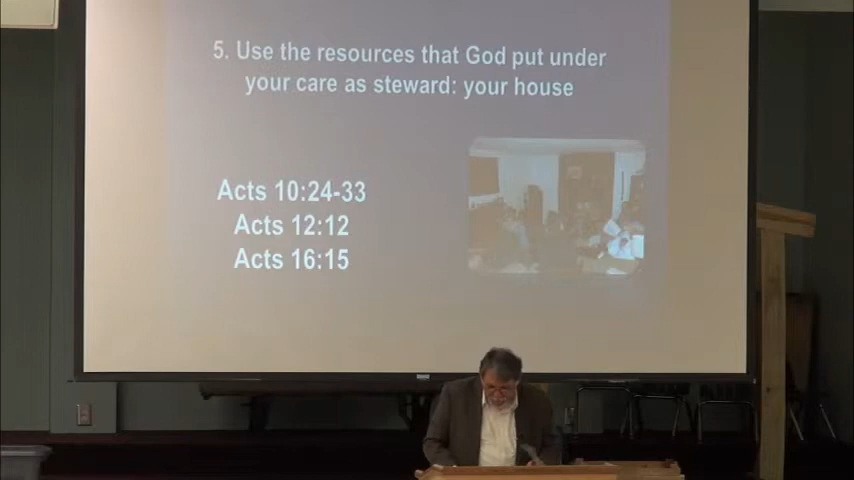 5. Use the resources that God put under
your care as steward: your house
Acts 10:24-33
Acts 12:12
Acts 16:15